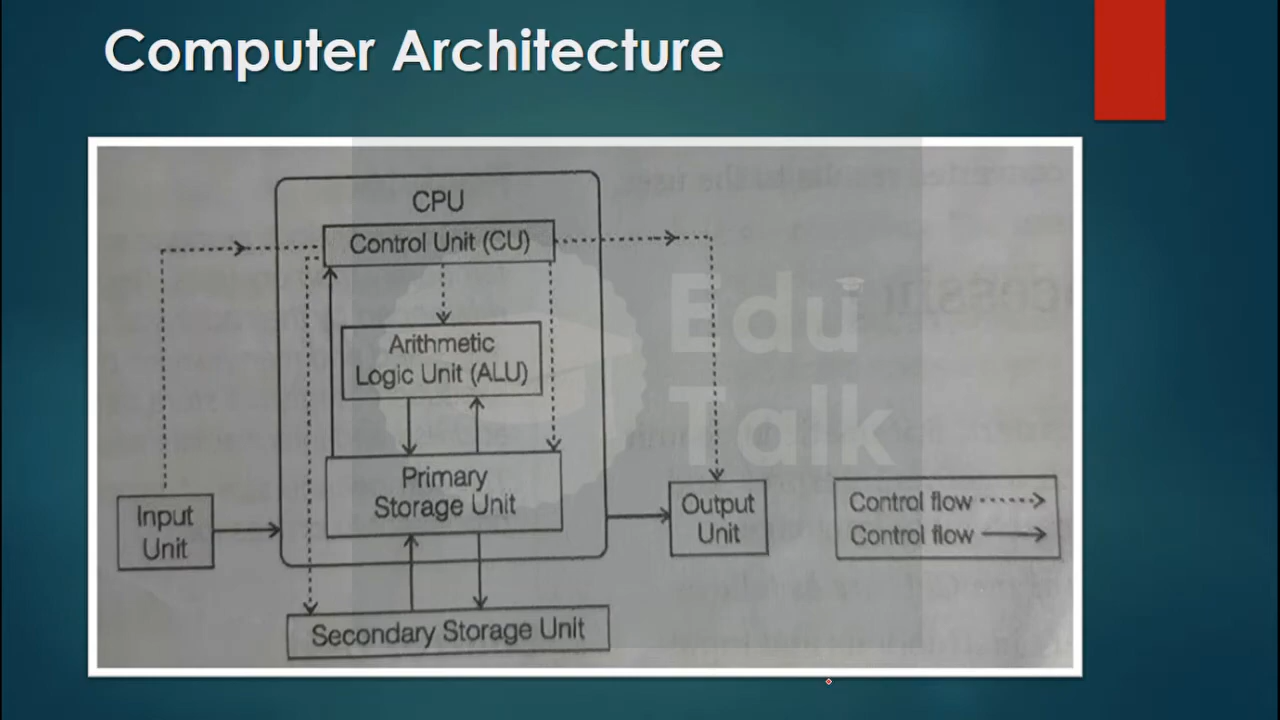 Computer Architecture
CPU
Control Unit (CU)
Arithmetic
Logic Unit (ALU)
Primary
Storage Unit
Input
Unit
Output
Unit
Control flow
Control flow
Secondary Storage Unit
Edu
Talk